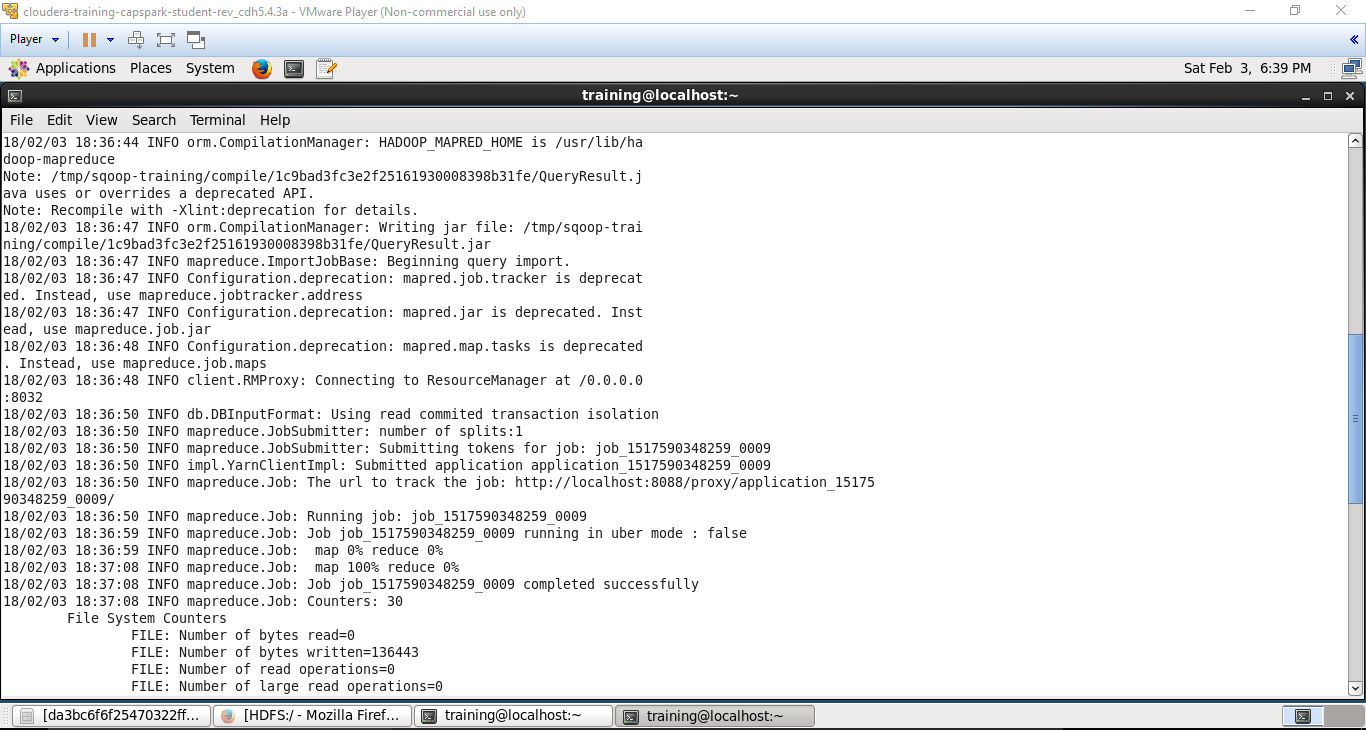 cloudera-training-capspark-student-rev_cdh5.4.3a - VMware Player (Non-commercial use only)
Player
Applications Places System
Sat Feb 3, 6:39 PM
training@localhost:~
File Edit View Search Terminal Help
18/02/03 18:36:44 INFO orm.CompilationManager: HADOOP_MAPRED_HOME is /usr/lib/ha
doop-mapreduce
Note: /tmp/sqoop-training/compile/1c9bad3fc3e2f25161930008398b31fe/QueryResult.j
ava uses or overrides a deprecated API.
Note: Recompile with -Xlint:deprecation for details.
18/02/03 18:36:47 INFO orm.CompilationManager: Writing jar file: /tmp/sqoop-trai
ning/compile/1c9bad3fc3e2f25161930008398b31fe/QueryResult.jar
18/02/03 18:36:47 INFO mapreduce.ImportJobBase: Beginning query import.
18/02/03 18:36:47 INFO Configuration.deprecation: mapred.job.tracker is deprecat
ed. Instead, use mapreduce.jobtracker.address
18/02/03 18:36:47 INFO Configuration.deprecation: mapred.jar is deprecated. Inst
ead, use mapreduce.job.jar
18/02/03 18:36:48 INFO Configuration.deprecation: mapred.map.tasks is deprecated
. Instead, use mapreduce.job.maps
18/02/03 18:36:48 INFO client.RMProxy: Connecting to ResourceManager at /0.0.0.0
:8032
18/02/03 18:36:50 INFO db.DBInputFormat: Using read commited transaction isolation
18/02/03 18:36:50 INFO mapreduce.JobSubmitter: number of splits:1
18/02/03 18:36:50 INFO mapreduce.JobSubmitter: Submitting tokens for job: job_1517590348259_0009
18/02/03 18:36:50 INFO impl.YarnClientImpl: Submitted application application_1517590348259_0009
18/02/03 18:36:50 INFO mapreduce.Job: The url to track the job: http://localhost:8088/proxy/application_15175
90348259_0009/
18/02/03 18:36:50 INFO mapreduce.Job: Running job: job_1517590348259_0009
18/02/03 18:36:59 INFO mapreduce.Job: Job job_1517590348259_0009 running in uber mode : false
18/02/03 18:36:59 INFO mapreduce.Job:  map 0% reduce 0%
18/02/03 18:37:08 INFO mapreduce.Job:  map 100% reduce 0%
18/02/03 18:37:08 INFO mapreduce.Job: Job job_1517590348259_0009 completed successfully
18/02/03 18:37:08 INFO mapreduce.Job: Counters: 30
File System Counters
FILE: Number of bytes read=0
FILE: Number of bytes written=136443
FILE: Number of read operations=0
FILE: Number of large read operations=0
[da3bc6f6f25470322ff... [HDFS:/ - Mozilla Firef... training@localhost:~ training@localhost:~